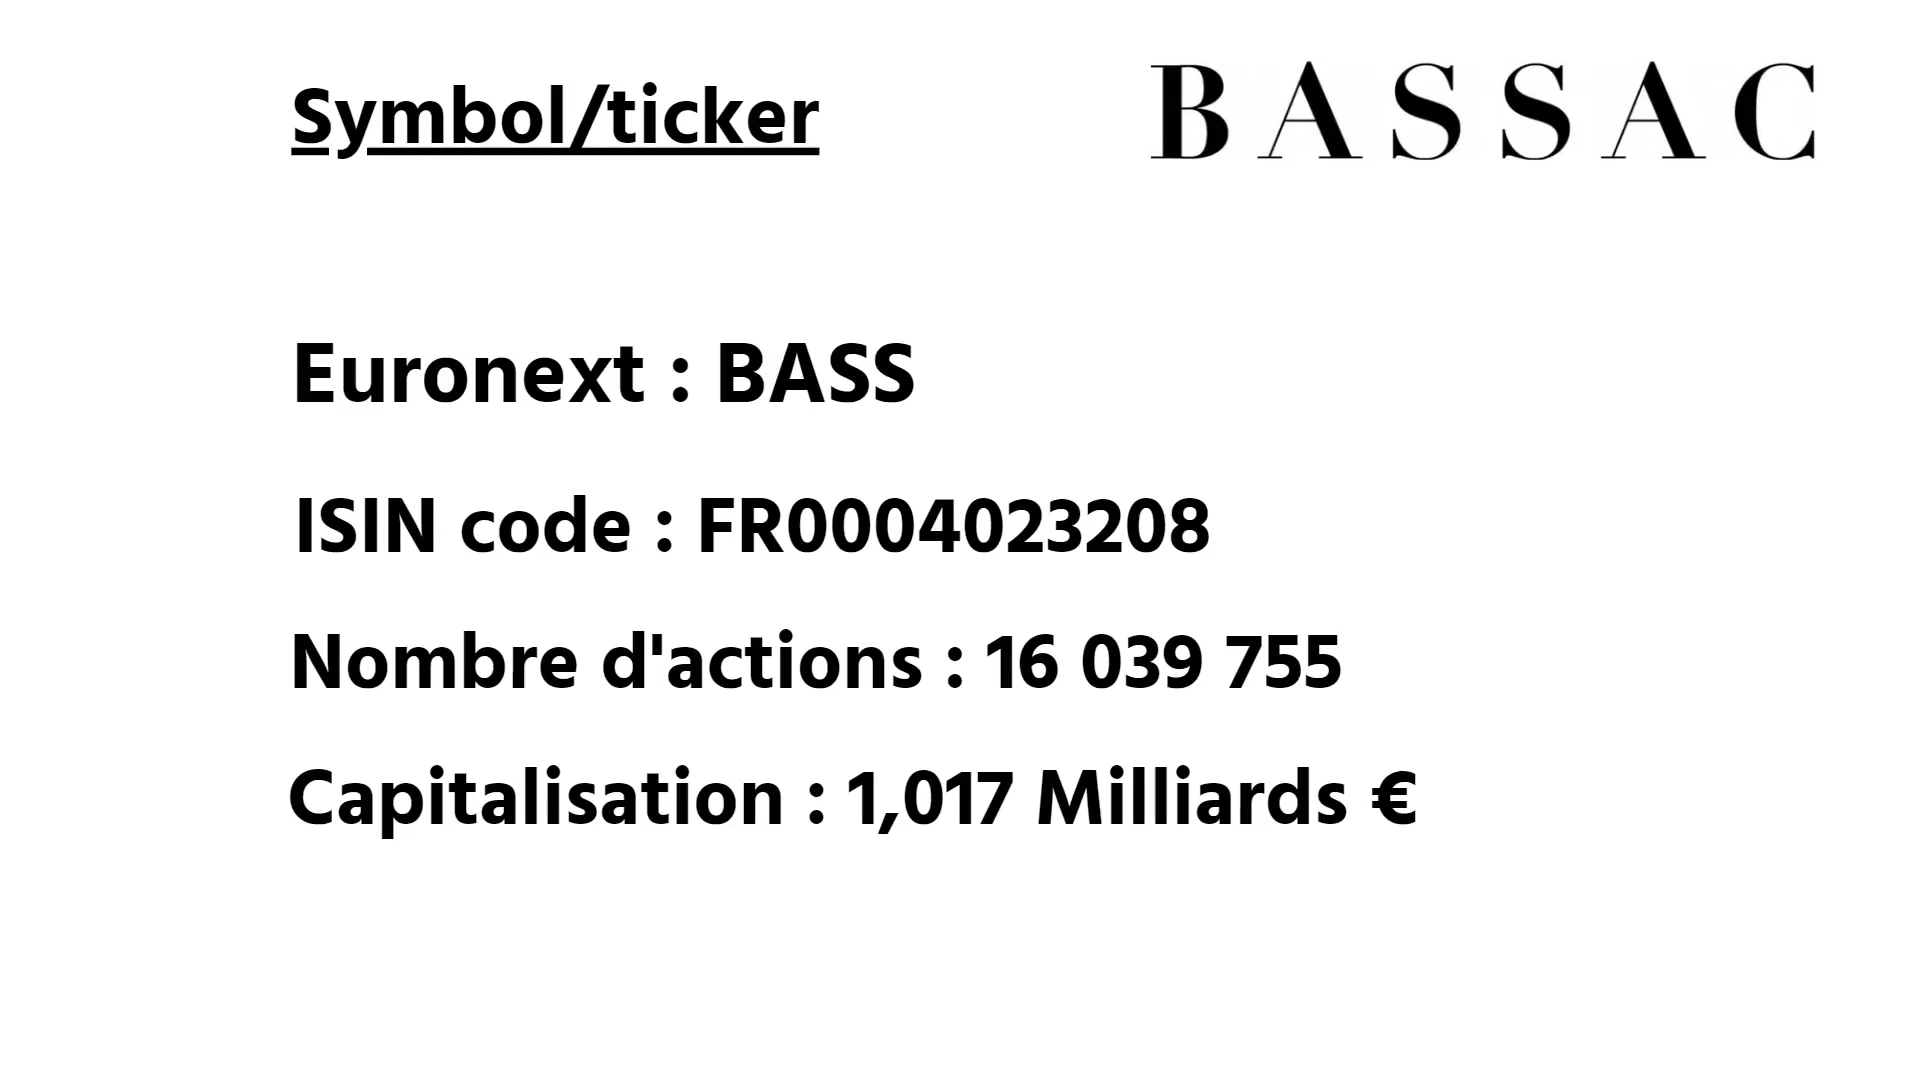 Symbol/ticker
BASSAC
Euronext : BASS
ISIN code : FR0004023208
Nombre d'actions : 16 039 755
Capitalisation : 1,017 Milliards €